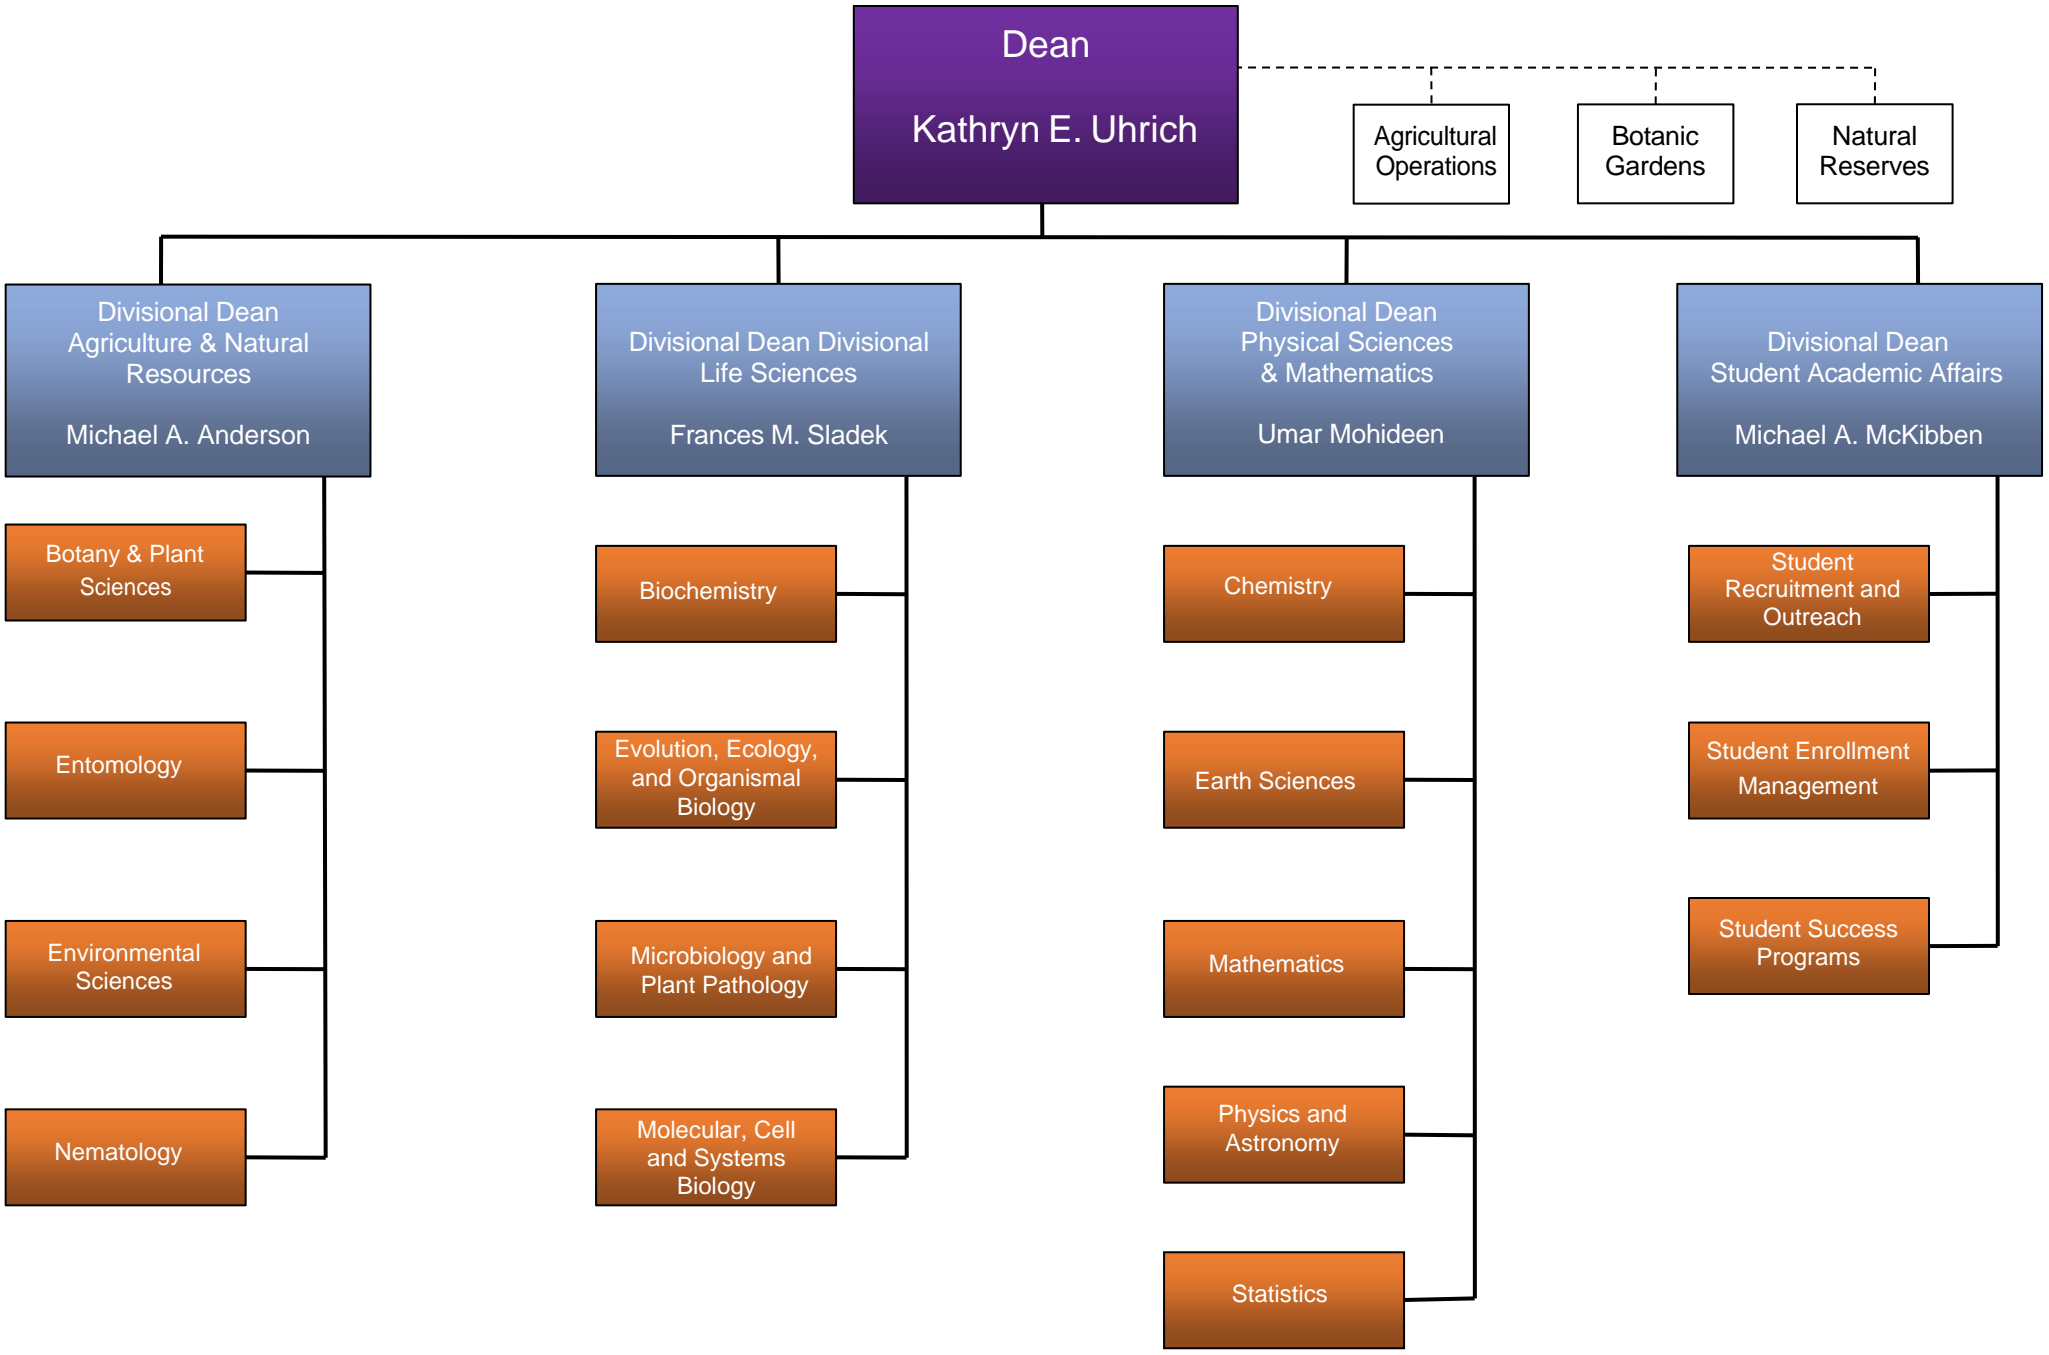 Dean
Kathryn E. Uhrich
Agricultural
Operations
Botanic
Gardens
Natural
Reserves
Divisional Dean
Agriculture & Natural
Resources
Michael A. Anderson
Divisional Dean Divisional
Life Sciences
Frances M. Sladek
Divisional Dean
Physical Sciences
& Mathematics
Umar Mohideen
Divisional Dean
Student Academic Affairs
Michael A. McKibben
Botany & Plant
Sciences
Entomology
Environmental
Sciences
Nematology
Biochemistry
Evolution, Ecology,
and Organismal
Biology
Microbiology and
Plant Pathology
Molecular, Cell
and Systems
Biology
Chemistry
Earth Sciences
Mathematics
Physics and
Astronomy
Statistics
Student
Recruitment and
Outreach
Student Enrollment
Management
Student Success
Programs